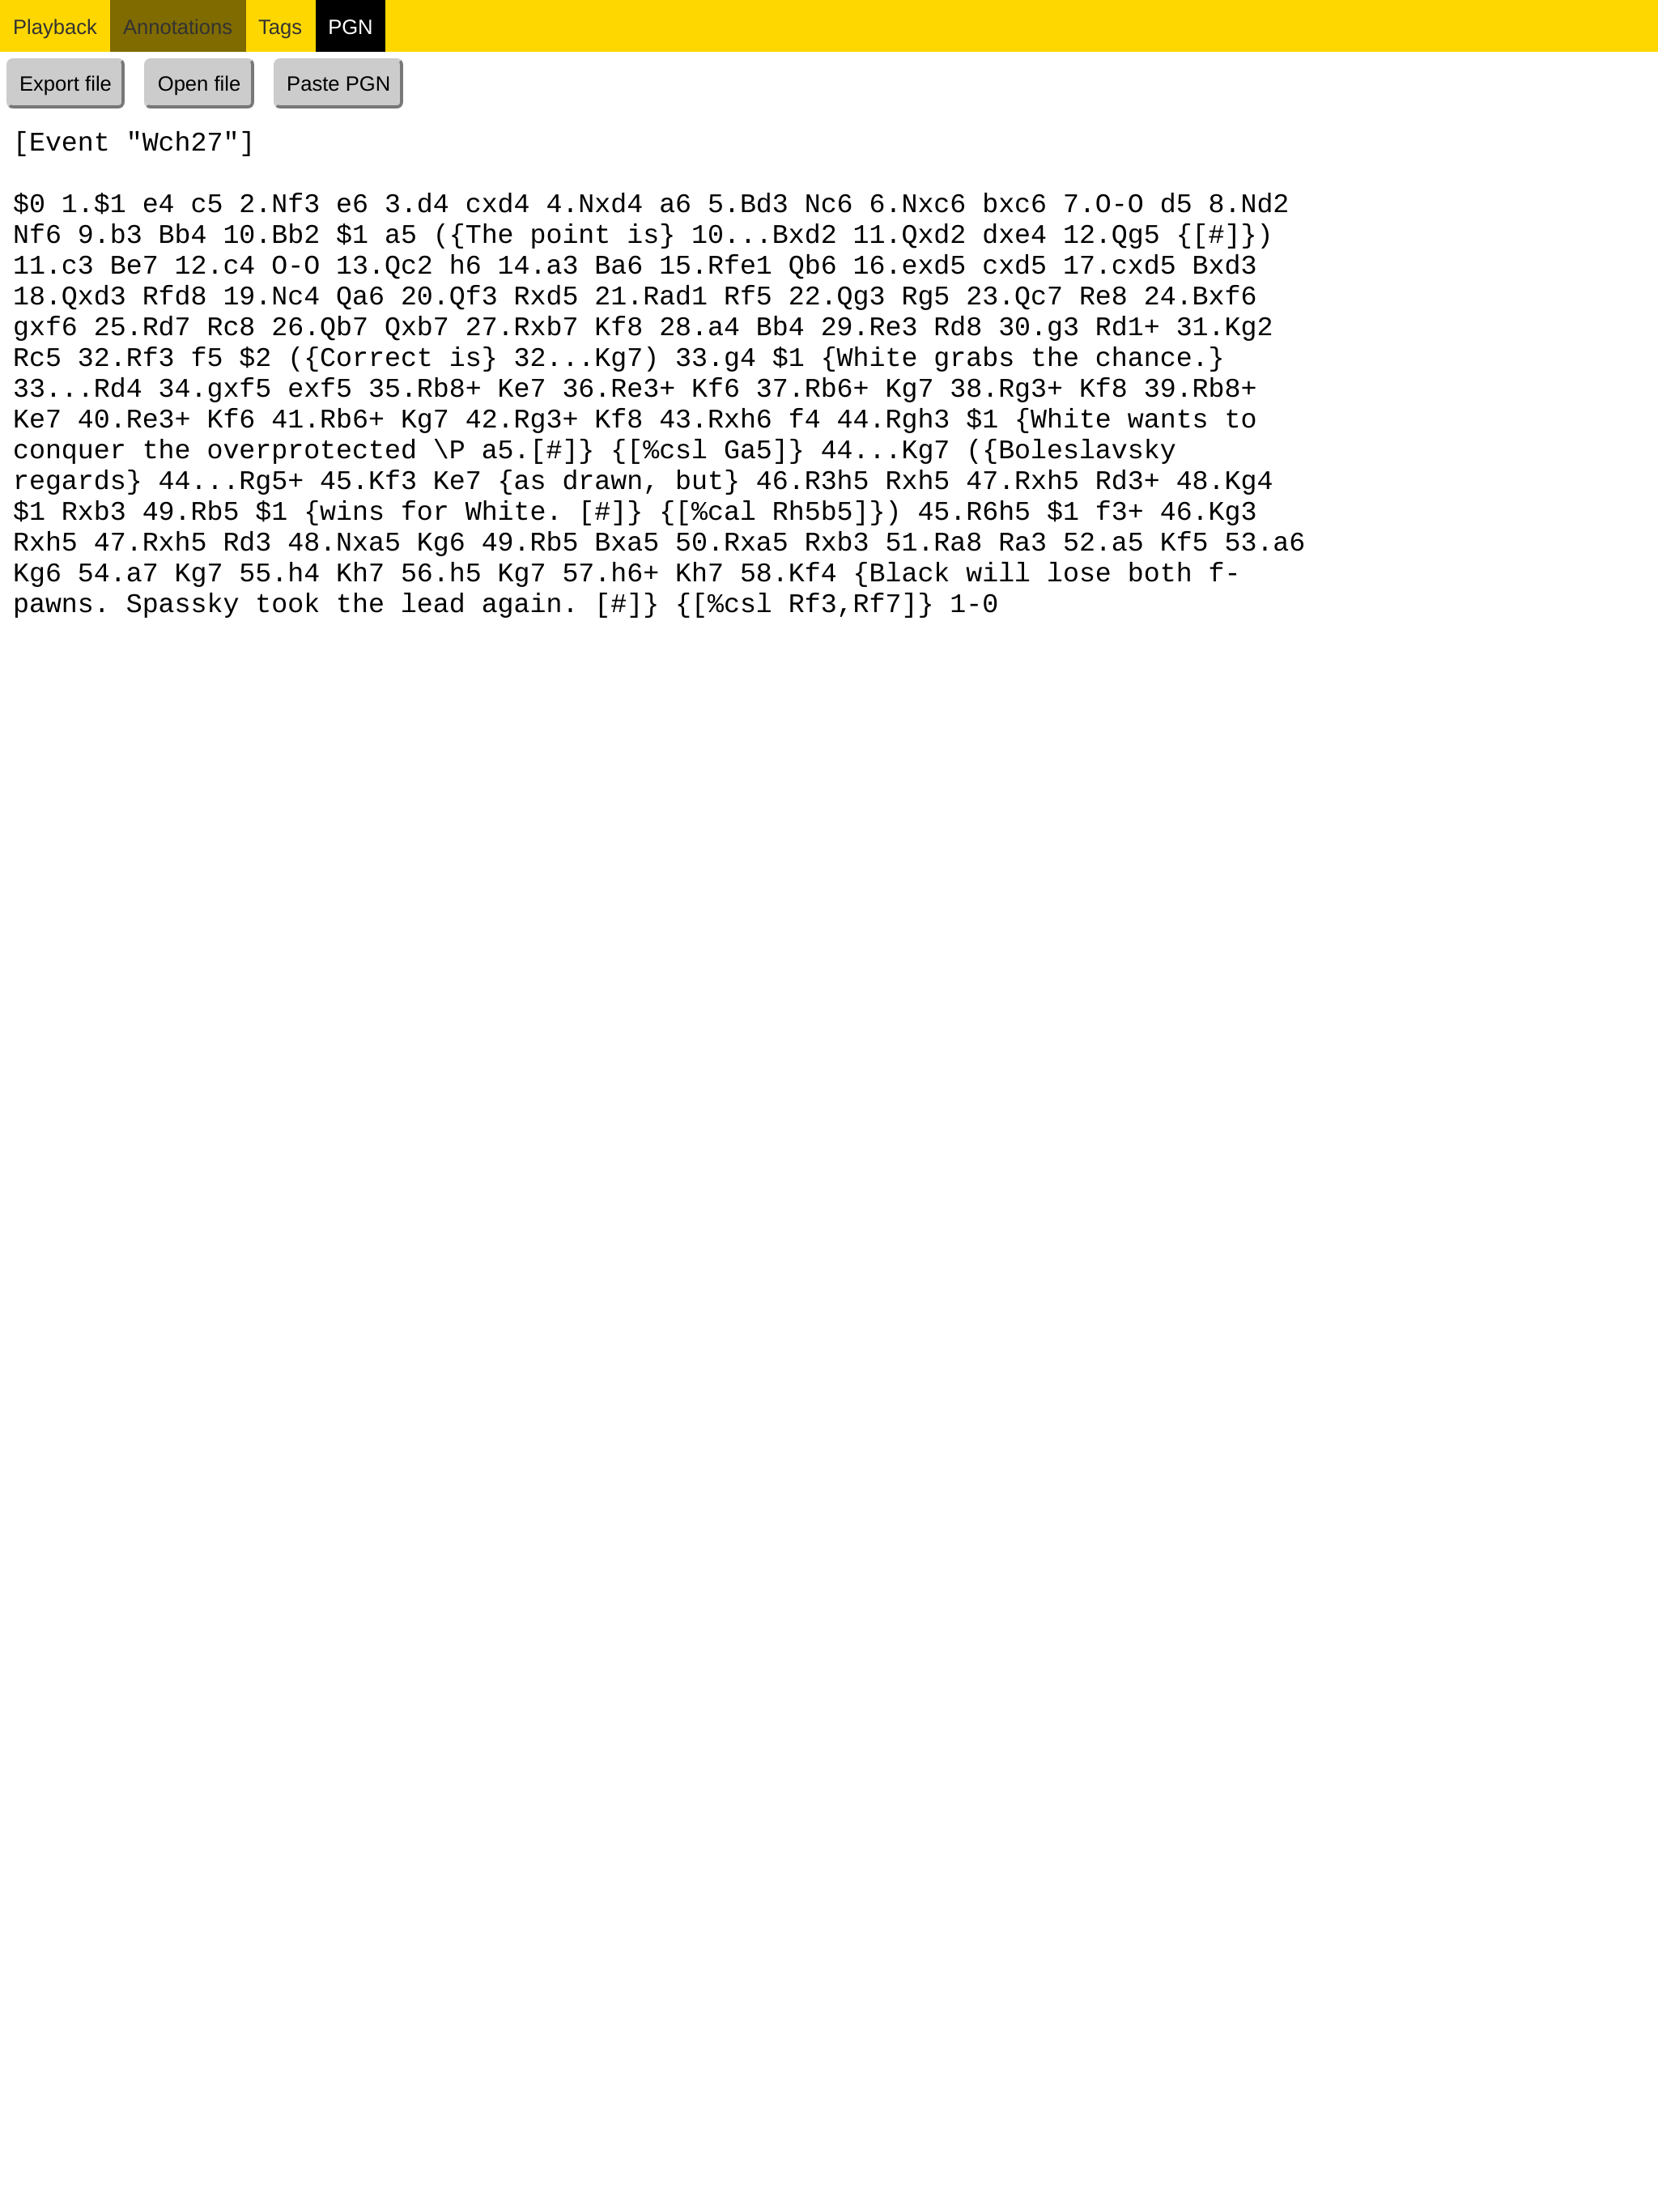 Playback Annotations Tags PGN
Export file Open file Paste PGN
[Event "Wch27"]
$0 1.$1 e4 c5 2.Nf3 e6 3.d4 cxd4 4.Nxd4 a6 5.Bd3 Nc6 6.Nxc6 bxc6 7.O-O d5 8.Nd2
Nf6 9.b3 Bb4 10.Bb2 $1 a5 ({The point is} 10...Bxd2 11.Qxd2 dxe4 12.Qg5 {[#]})
11.c3 Be7 12.c4 O-O 13.Qc2 h6 14.a3 Ba6 15.Rfe1 Qb6 16.exd5 cxd5 17.cxd5 Bxd3
18.Qxd3 Rfd8 19.Nc4 Qa6 20.Qf3 Rxd5 21.Rad1 Rf5 22.Qg3 Rg5 23.Qc7 Re8 24.Bxf6
gxf6 25.Rd7 Rc8 26.Qb7 Qxb7 27.Rxb7 Kf8 28.a4 Bb4 29.Re3 Rd8 30.g3 Rd1+ 31.Kg2
Rc5 32.Rf3 f5 $2 ({Correct is} 32...Kg7) 33.g4 $1 {White grabs the chance.}
33...Rd4 34.gxf5 exf5 35.Rb8+ Ke7 36.Re3+ Kf6 37.Rb6+ Kg7 38.Rg3+ Kf8 39.Rb8+
Ke7 40.Re3+ Kf6 41.Rb6+ Kg7 42.Rg3+ Kf8 43.Rxh6 f4 44.Rgh3 $1 {White wants to
conquer the overprotected \P a5.[#]} {[%csl Ga5]} 44...Kg7 ({Boleslavsky
regards} 44...Rg5+ 45.Kf3 Ke7 {as drawn, but} 46.R3h5 Rxh5 47.Rxh5 Rd3+ 48.Kg4
$1 Rxb3 49.Rb5 $1 {wins for White. [#]} {[%cal Rh5b5]}) 45.R6h5 $1 f3+ 46.Kg3
Rxh5 47.Rxh5 Rd3 48.Nxa5 Kg6 49.Rb5 Bxa5 50.Rxa5 Rxb3 51.Ra8 Ra3 52.a5 Kf5 53.a6
Kg6 54.a7 Kg7 55.h4 Kh7 56.h5 Kg7 57.h6+ Kh7 58.Kf4 {Black will lose both f-
pawns. Spassky took the lead again. [#]} {[%csl Rf3,Rf7]} 1-0